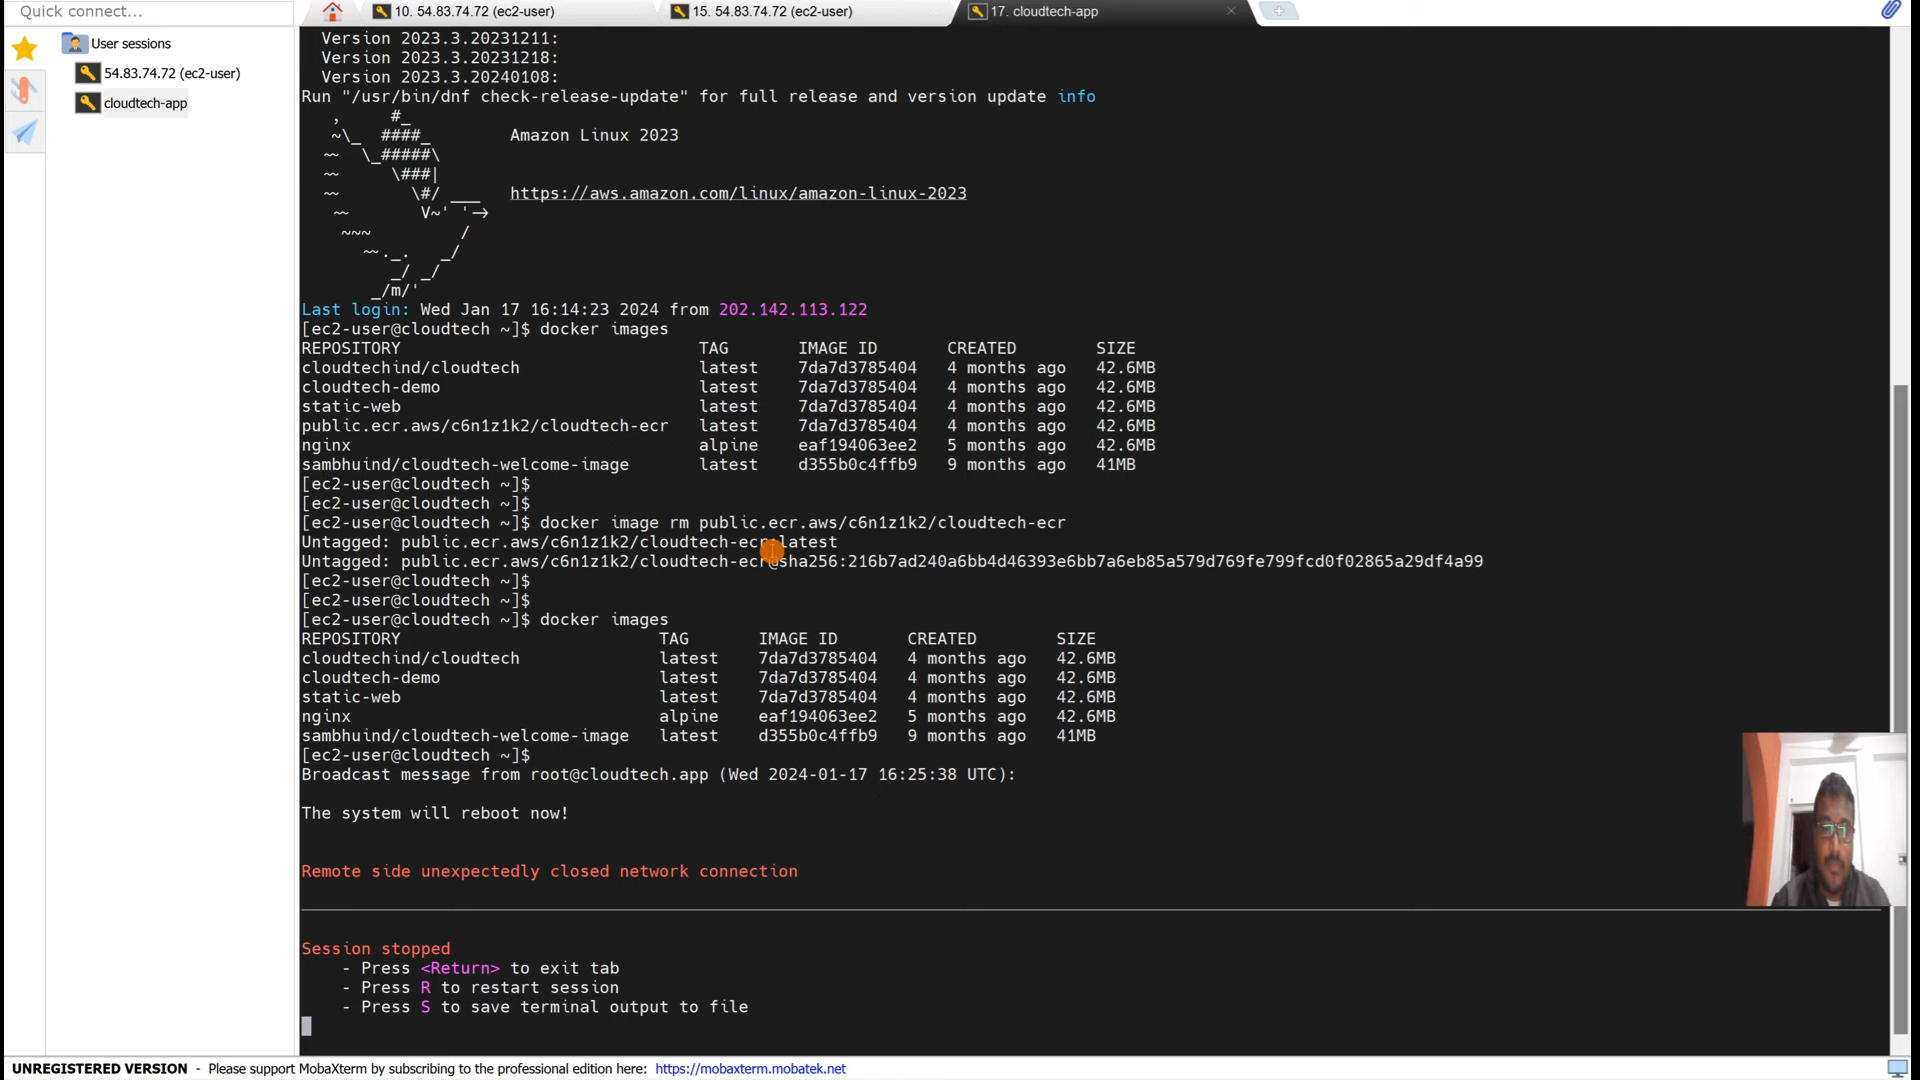 Quick connect...
10. 54.83.74.72 (ec2-user)
15. 54.83.74.72 (ec2-user)
17. cloudtech-app
User sessions
54.83.74.72 (ec2-user)
cloudtech-app
Version 2023.3.20231211:
Version 2023.3.20231218:
Version 2023.3.20240108:
Run "/usr/bin/dnf check-release-update" for full release and version update info
   ,     #_
   ~\_  ####_        Amazon Linux 2023
  ~~  \_#####\
  ~~     \###|
  ~~       \#/ ___   https://aws.amazon.com/linux/amazon-linux-2023
   ~~       V~' '->
    ~~~         /
      ~~._.   _/
         _/ _/
       _/m/'
Last login: Wed Jan 17 16:14:23 2024 from 202.142.113.122
[ec2-user@cloudtech ~]$ docker images
REPOSITORY TAG IMAGE ID CREATED SIZE
cloudtechind/cloudtech latest 7da7d3785404 4 months ago 42.6MB
cloudtech-demo latest 7da7d3785404 4 months ago 42.6MB
static-web latest 7da7d3785404 4 months ago 42.6MB
public.ecr.aws/c6n1z1k2/cloudtech-ecr latest 7da7d3785404 4 months ago 42.6MB
nginx alpine eaf194063ee2 5 months ago 42.6MB
sambhuind/cloudtech-welcome-image latest d355b0c4ffb9 9 months ago 41MB
[ec2-user@cloudtech ~]$
[ec2-user@cloudtech ~]$
[ec2-user@cloudtech ~]$ docker image rm public.ecr.aws/c6n1z1k2/cloudtech-ecr
Untagged: public.ecr.aws/c6n1z1k2/cloudtech-ecr:latest
Untagged: public.ecr.aws/c6n1z1k2/cloudtech-ecr@sha256:216b7ad240a6bb4d46393e6bb7a6eb85a579d769fe799fcd0f02865a29df4a99
[ec2-user@cloudtech ~]$
[ec2-user@cloudtech ~]$
[ec2-user@cloudtech ~]$ docker images
REPOSITORY TAG IMAGE ID CREATED SIZE
cloudtechind/cloudtech latest 7da7d3785404 4 months ago 42.6MB
cloudtech-demo latest 7da7d3785404 4 months ago 42.6MB
static-web latest 7da7d3785404 4 months ago 42.6MB
nginx alpine eaf194063ee2 5 months ago 42.6MB
sambhuind/cloudtech-welcome-image latest d355b0c4ffb9 9 months ago 41MB
[ec2-user@cloudtech ~]$
Broadcast message from root@cloudtech.app (Wed 2024-01-17 16:25:38 UTC):
The system will reboot now!
Remote side unexpectedly closed network connection
Session stopped
- Press <Return> to exit tab
- Press R to restart session
- Press S to save terminal output to file
UNREGISTERED VERSION - Please support MobaXterm by subscribing to the professional edition here: https://mobaxterm.mobatek.net